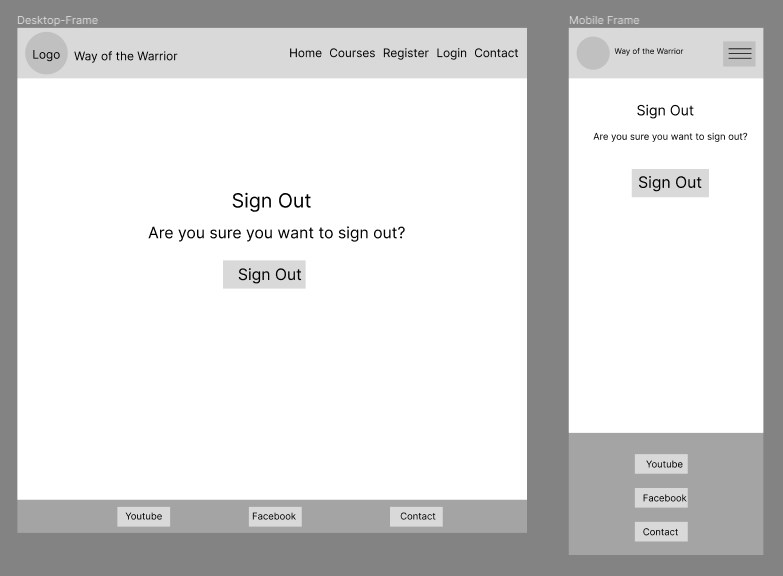 Desktop-Frame
Logo
Way of the Warrior
Home Courses Register Login Contact
Sign Out
Are you sure you want to sign out?
Sign Out
Youtube
Facebook
Contact
Mobile Frame
Way of the Warrior
Sign Out
Are you sure you want to sign out?
Sign Out
Youtube
Facebook
Contact